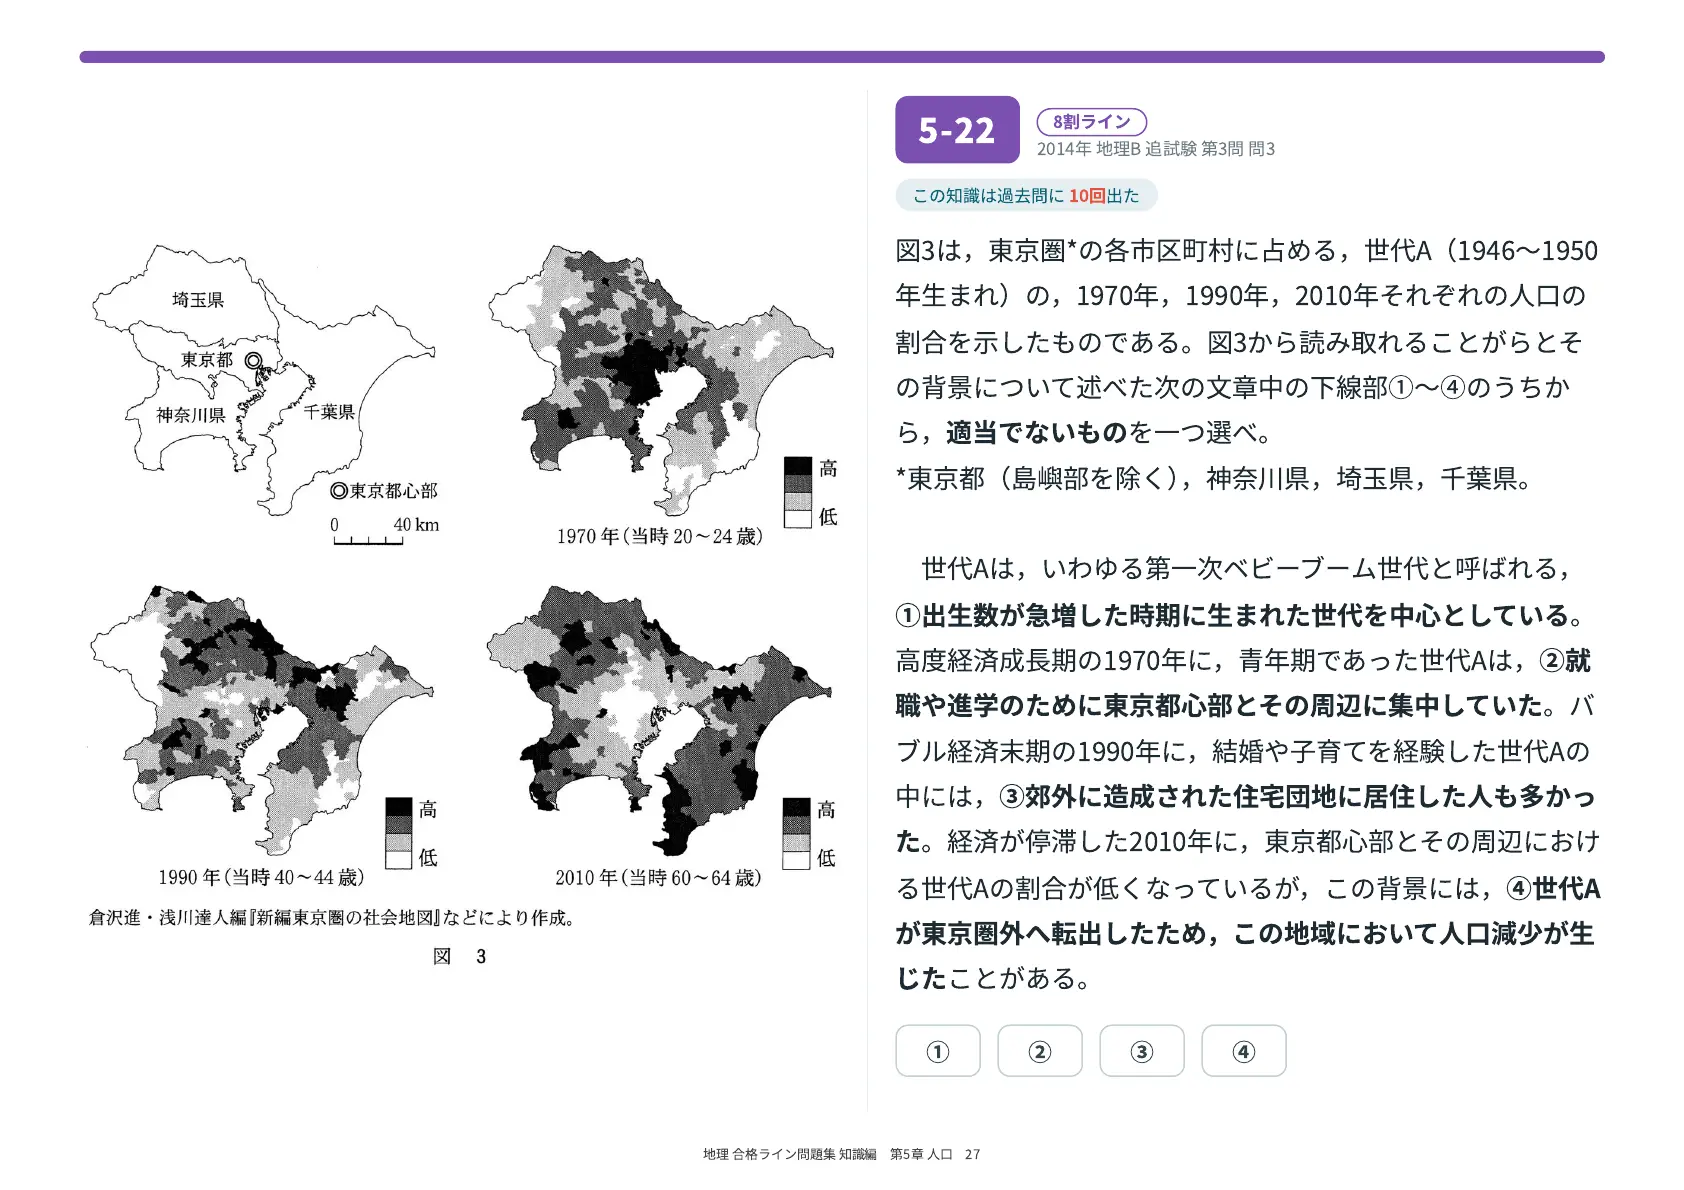 5-22
8割ライン
2014年 地理B 追試験 第3問 問3
この知識は過去問に 10回出た
図3は，東京圏*の各市区町村に占める，世代A（1946～1950
年生まれ）の，1970年，1990年，2010年それぞれの人口の
割合を示したものである。図3から読み取れることがらとそ
の背景について述べた次の文章中の下線部①～④のうちか
ら，適当でないものを一つ選べ。
*東京都（島嶼部を除く），神奈川県，埼玉県，千葉県。
世代Aは，いわゆる第一次ベビーブーム世代と呼ばれる，
①出生数が急増した時期に生まれた世代を中心としている。
高度経済成長期の1970年に，青年期であった世代Aは，②就
職や進学のために東京都心部とその周辺に集中していた。バ
ブル経済末期の1990年に，結婚や子育てを経験した世代Aの
中には，③郊外に造成された住宅団地に居住した人も多かっ
た。経済が停滞した2010年に，東京都心部とその周辺におけ
る世代Aの割合が低くなっているが，この背景には，④世代A
が東京圏外へ転出したため，この地域において人口減少が生
じたことがある。
① ② ③ ④
埼玉県
東京都
神奈川県
千葉県
◎東京都心部
0 40 km
高
低
1970 年(当時 20～24 歳)
高
低
1990 年(当時 40～44 歳)
高
低
2010 年(当時 60～64 歳)
倉沢進・浅川達人編『新編東京圏の社会地図』などにより作成。
図 3
地理 合格ライン問題集 知識編 第5章 人口 27